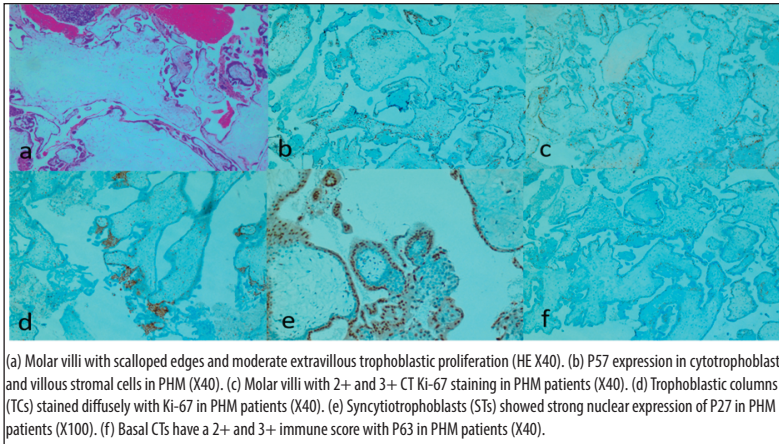 a
b
c
d
e
f
(a) Molar villi with scalloped edges and moderate extravillous trophoblastic proliferation (HE X40). (b) P57 expression in cytotrophoblast
and villous stromal cells in PHM (X40). (c) Molar villi with 2+ and 3+ CT Ki-67 staining in PHM patients (X40). (d) Trophoblastic columns
(TCs) stained diffusely with Ki-67 in PHM patients (X40). (e) Syncytiotrophoblasts (STs) showed strong nuclear expression of P27 in PHM
patients (X100). (f) Basal CTs have a 2+ and 3+ immune score with P63 in PHM patients (X40).